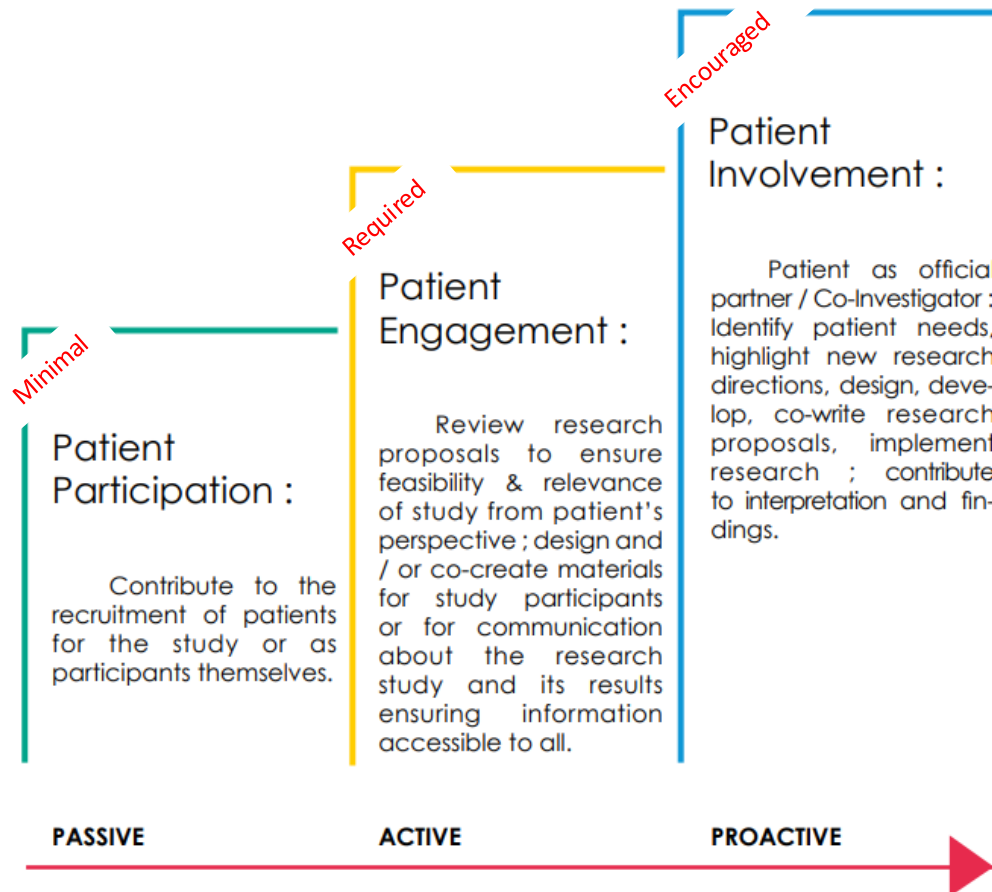 Minimal
Patient
Participation :
Contribute to the
recruitment of patients
for the study or as
participants themselves.
PASSIVE
Required
Patient
Engagement :
Review research
proposals to ensure
feasibility & relevance
of study from patient’s
perspective ; design and
/ or co-create materials
for study participants
or for communication
about the research
study and its results
ensuring information
accessible to all.
ACTIVE
Encouraged
Patient
Involvement :
Patient as official
partner / Co-Investigator :
Identify patient needs,
highlight new research
directions, design, deve-
lop, co-write research
proposals, implement
research ; contribute
to interpretation and fin-
dings.
PROACTIVE